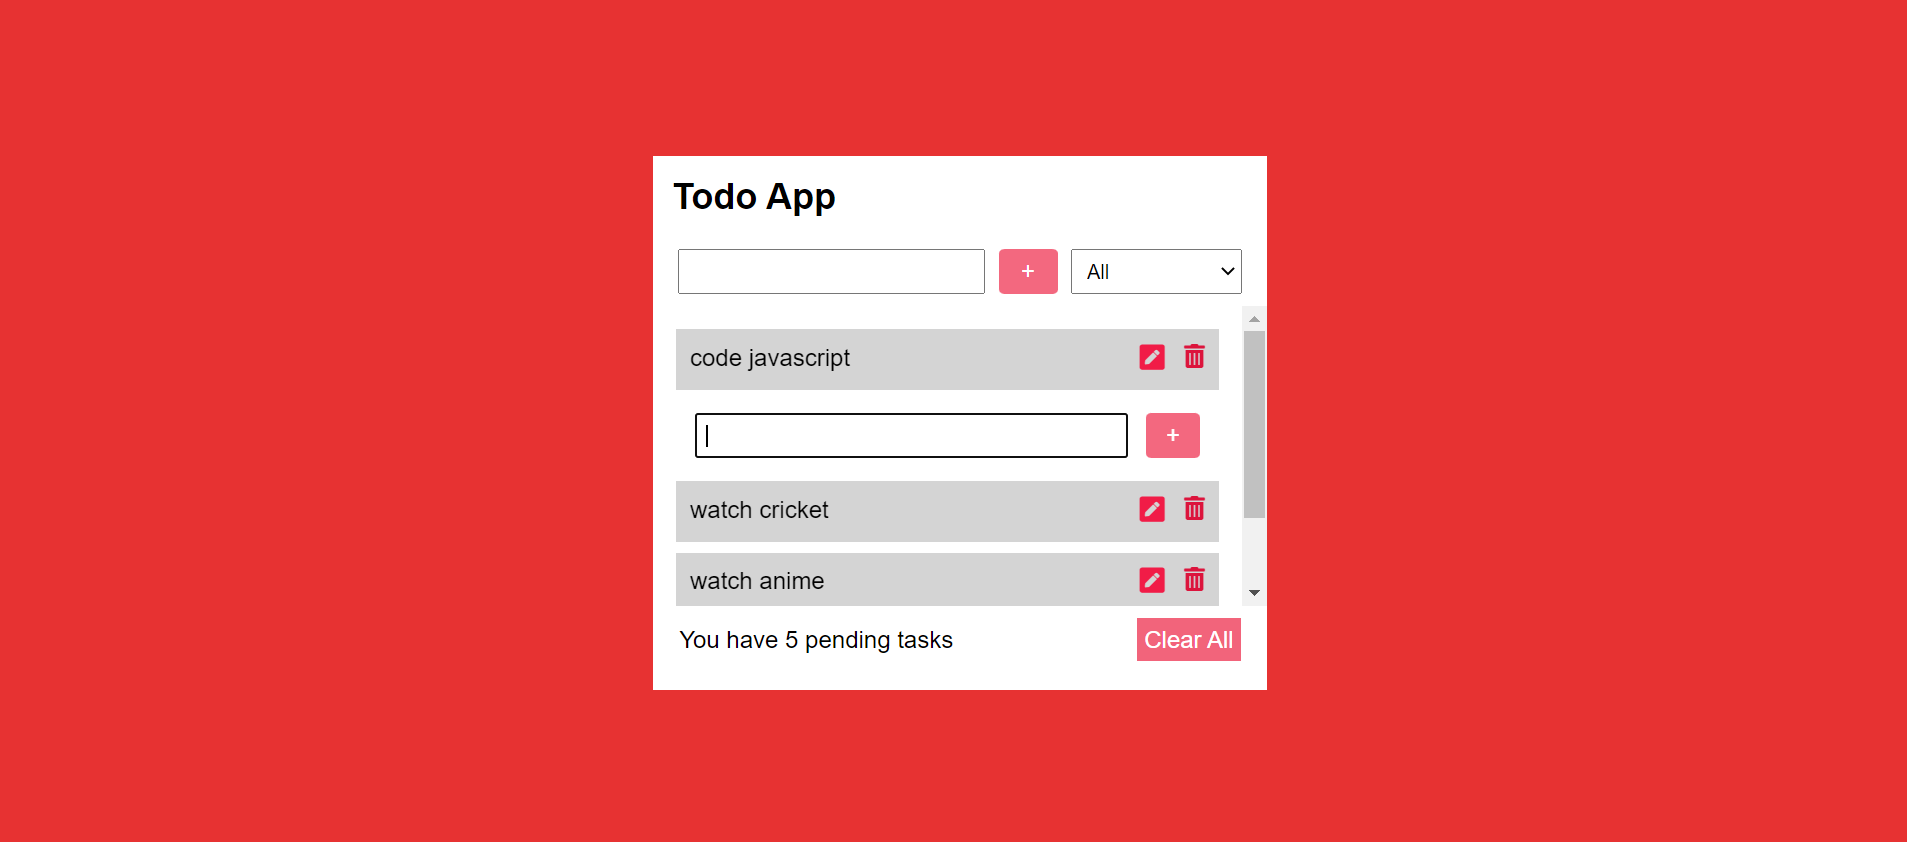 Todo App
+ All
code javascript
+
watch cricket
watch anime
You have 5 pending tasks Clear All